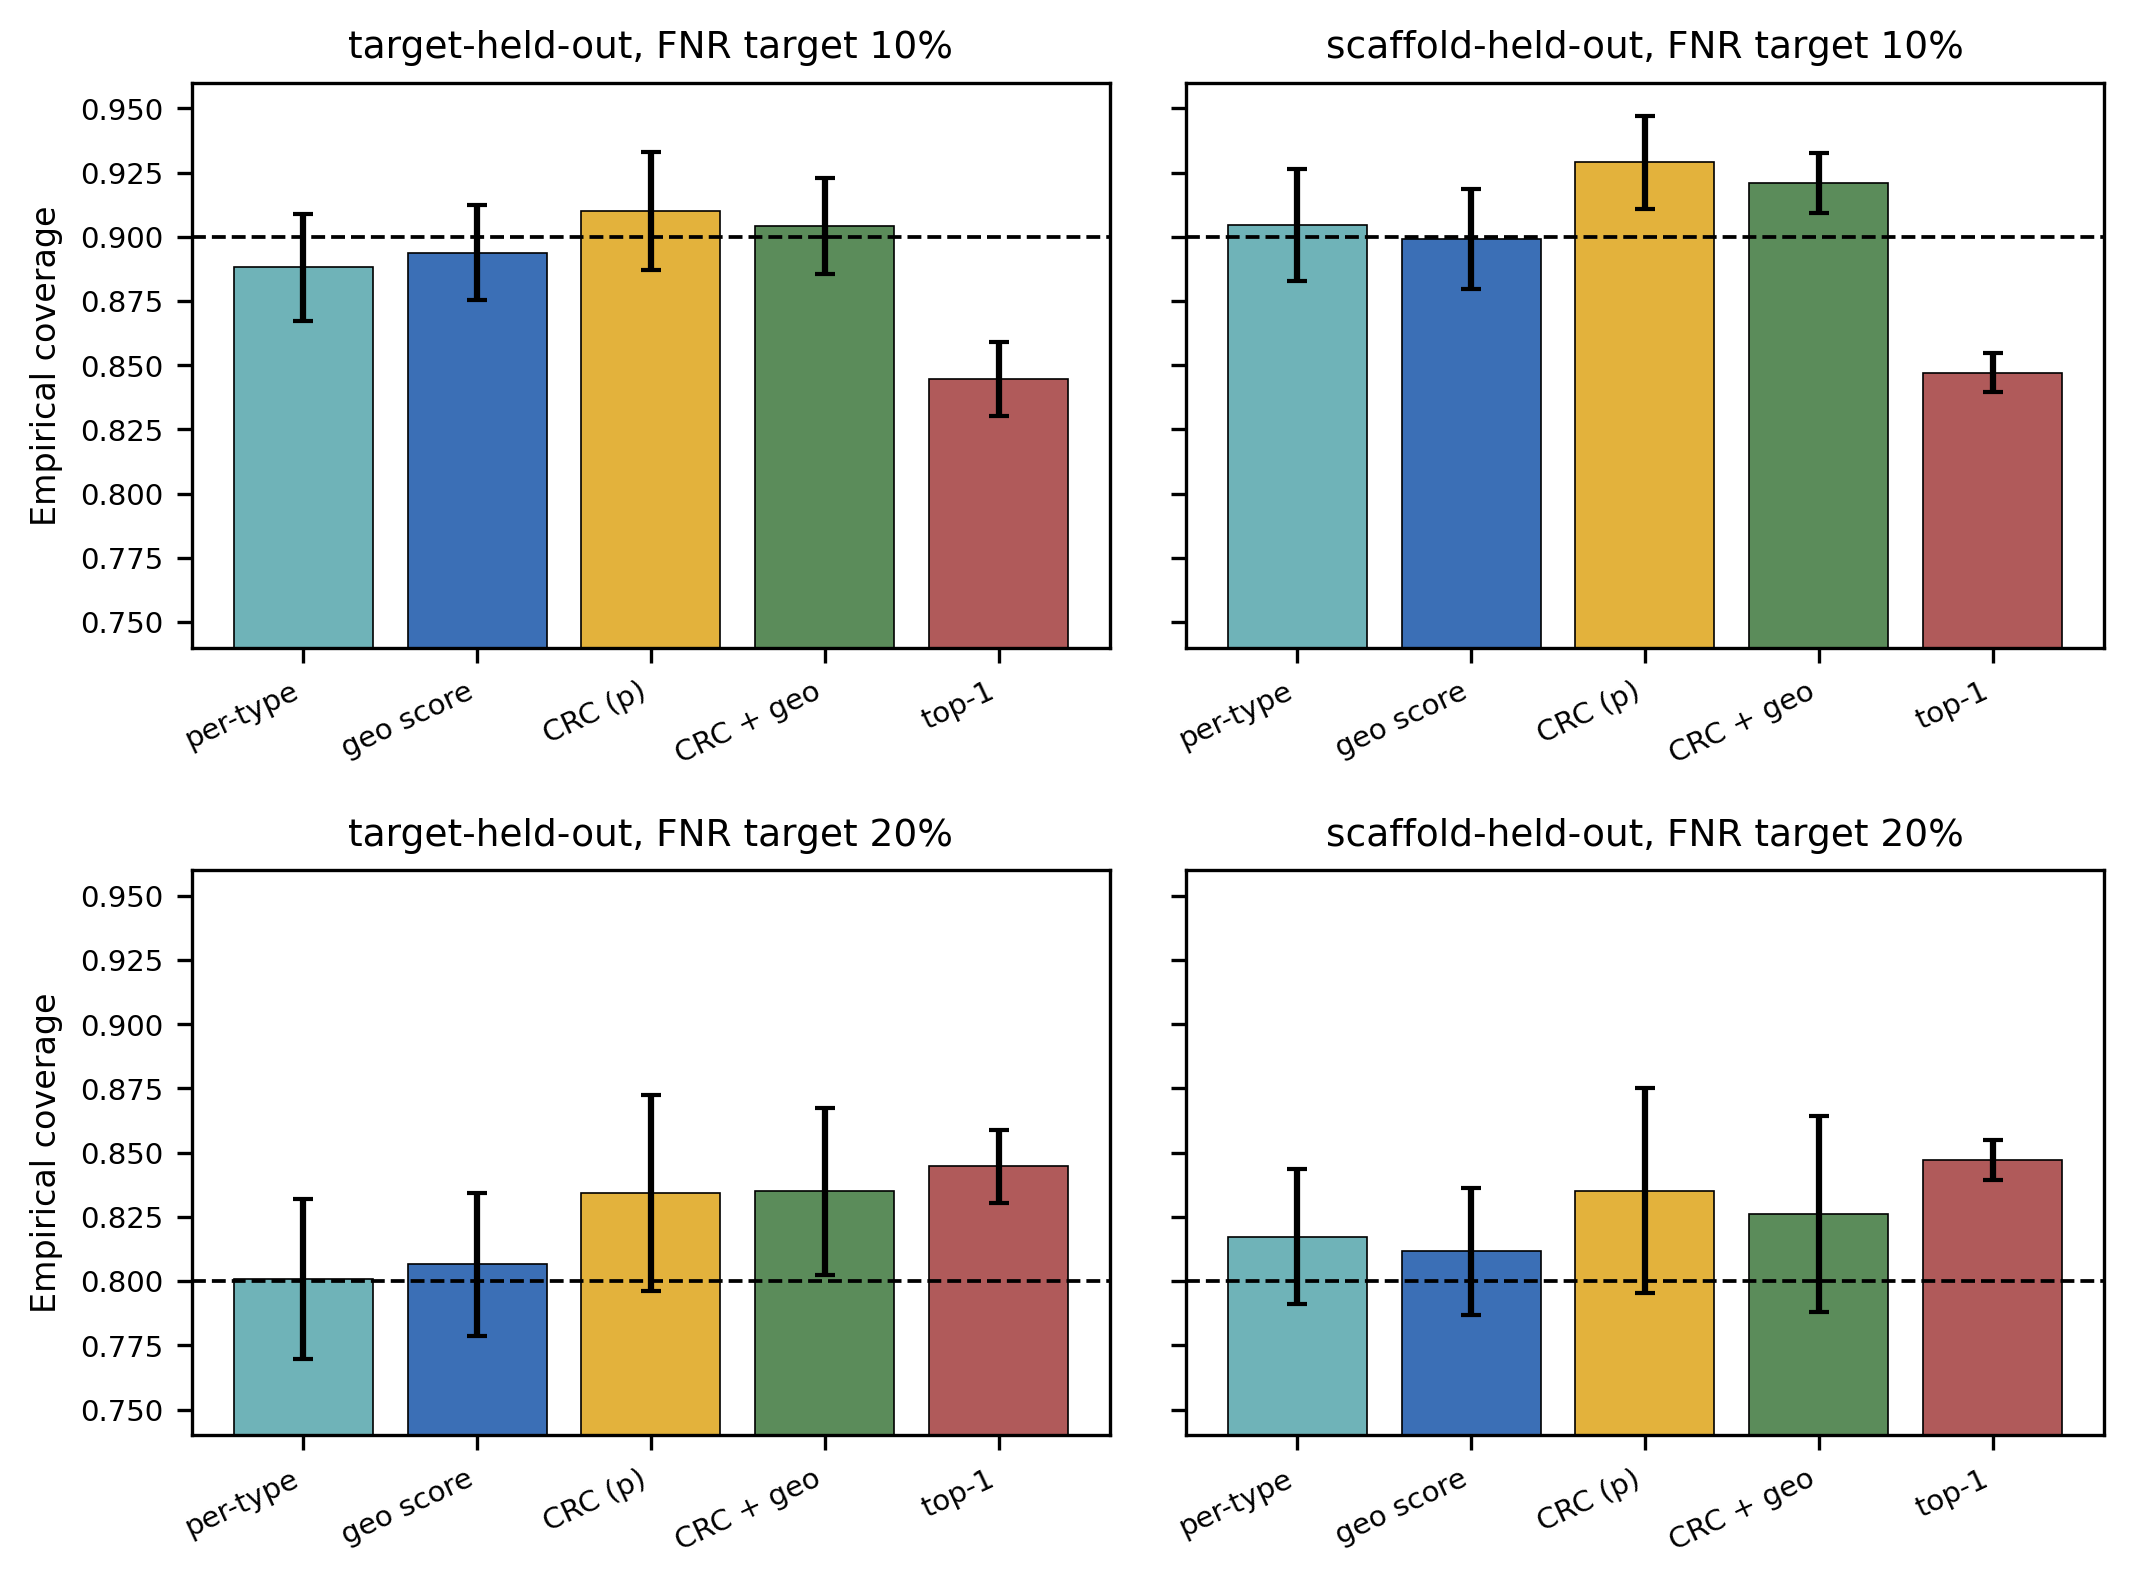 target-held-out, FNR target 10%
scaffold-held-out, FNR target 10%
Empirical coverage
0.950
0.925
0.900
0.875
0.850
0.825
0.800
0.775
0.750
per-type
geo score
CRC (p)
CRC + geo
top-1
per-type
geo score
CRC (p)
CRC + geo
top-1
target-held-out, FNR target 20%
scaffold-held-out, FNR target 20%
Empirical coverage
0.950
0.925
0.900
0.875
0.850
0.825
0.800
0.775
0.750
per-type
geo score
CRC (p)
CRC + geo
top-1
per-type
geo score
CRC (p)
CRC + geo
top-1